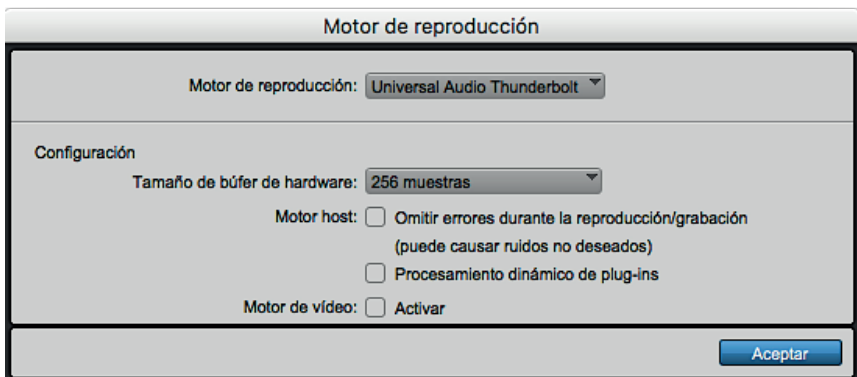 Motor de reproducción
Motor de reproducción: Universal Audio Thunderbolt
Configuración
Tamaño de búfer de hardware: 256 muestras
Motor host: Omitir errores durante la reproducción/grabación
(puede causar ruidos no deseados)
Procesamiento dinámico de plug-ins
Motor de vídeo: Activar
Aceptar